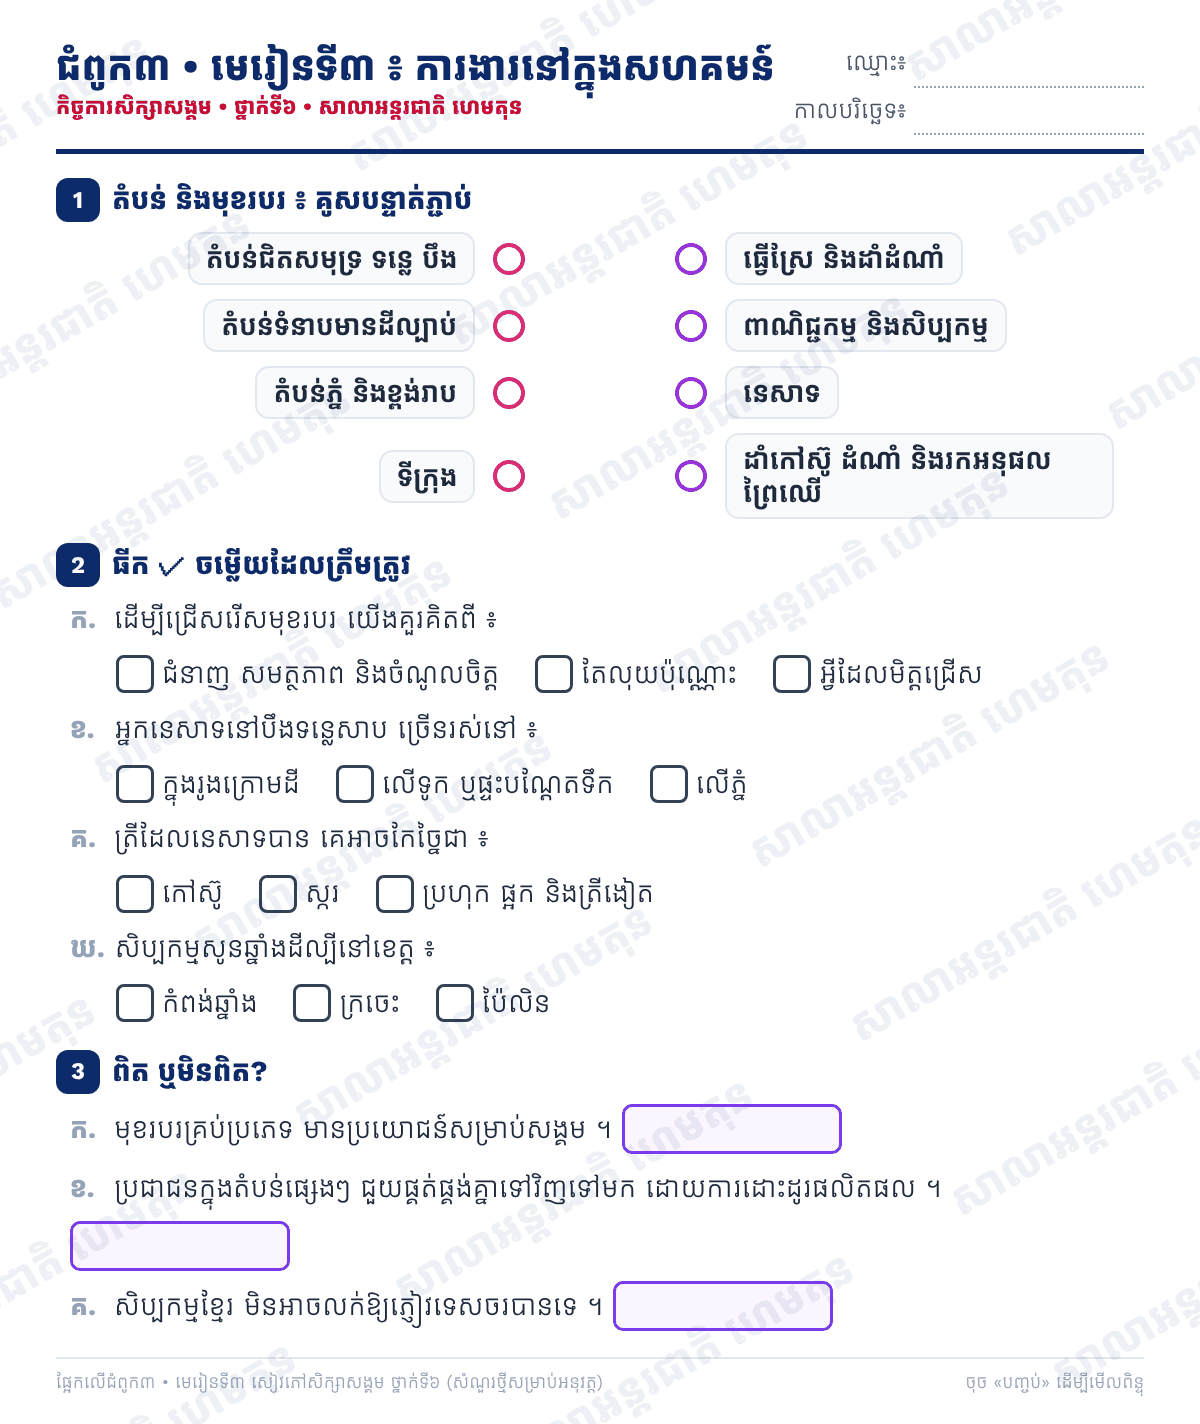 ជំពូក៣ • មេរៀនទី៣ ៖ ការងារនៅក្នុងសហគមន៍
ឈ្មោះ៖
កិច្ចការសិក្សាសង្គម • ថ្នាក់ទី៦ • សាលាអន្តរជាតិ ហេមតុន
កាលបរិច្ឆេទ៖
1 តំបន់ និងមុខរបរ ៖ គូសបន្ទាត់ភ្ជាប់
តំបន់ជិតសមុទ្រ ទន្លេ បឹង
ធ្វើស្រែ និងដាំដំណាំ
តំបន់ទំនាបមានដីល្បាប់
ពាណិជ្ជកម្ម និងសិប្បកម្ម
តំបន់ភ្នំ និងខ្ពង់រាប
នេសាទ
ទីក្រុង
ដាំកៅស៊ូ ដំណាំ និងរកអនុផល
ព្រៃឈើ
2 ធីក ✓ ចម្លើយដែលត្រឹមត្រូវ
ក. ដើម្បីជ្រើសរើសមុខរបរ យើងគួរគិតពី ៖
ជំនាញ សមត្ថភាព និងចំណូលចិត្ត តែលុយប៉ុណ្ណោះ អ្វីដែលមិត្តជ្រើស
ខ. អ្នកនេសាទនៅបឹងទន្លេសាប ច្រើនរស់នៅ ៖
ក្នុងរូងក្រោមដី លើទូក ឬផ្ទះបណ្តែតទឹក លើភ្នំ
គ. ត្រីដែលនេសាទបាន គេអាចកែច្នៃជា ៖
កៅស៊ូ ស្ករ ប្រហុក ផ្អក និងត្រីងៀត
ឃ. សិប្បកម្មសូនឆ្នាំងដីល្បីនៅខេត្ត ៖
កំពង់ឆ្នាំង ក្រចេះ ប៉ៃលិន
3 ពិត ឬមិនពិត?
ក. មុខរបរគ្រប់ប្រភេទ មានប្រយោជន៍សម្រាប់សង្គម ។
ខ. ប្រជាជនក្នុងតំបន់ផ្សេងៗ ជួយផ្គត់ផ្គង់គ្នាទៅវិញទៅមក ដោយការដោះដូរផលិតផល ។
គ. សិប្បកម្មខ្មែរ មិនអាចលក់ឱ្យភ្ញៀវទេសចរបានទេ ។
ផ្អែកលើជំពូក៣ • មេរៀនទី៣ សៀវភៅសិក្សាសង្គម ថ្នាក់ទី៦ (សំណួរថ្មីសម្រាប់អនុវត្ត)
ចុច «បញ្ចប់» ដើម្បីមើលពិន្ទុ